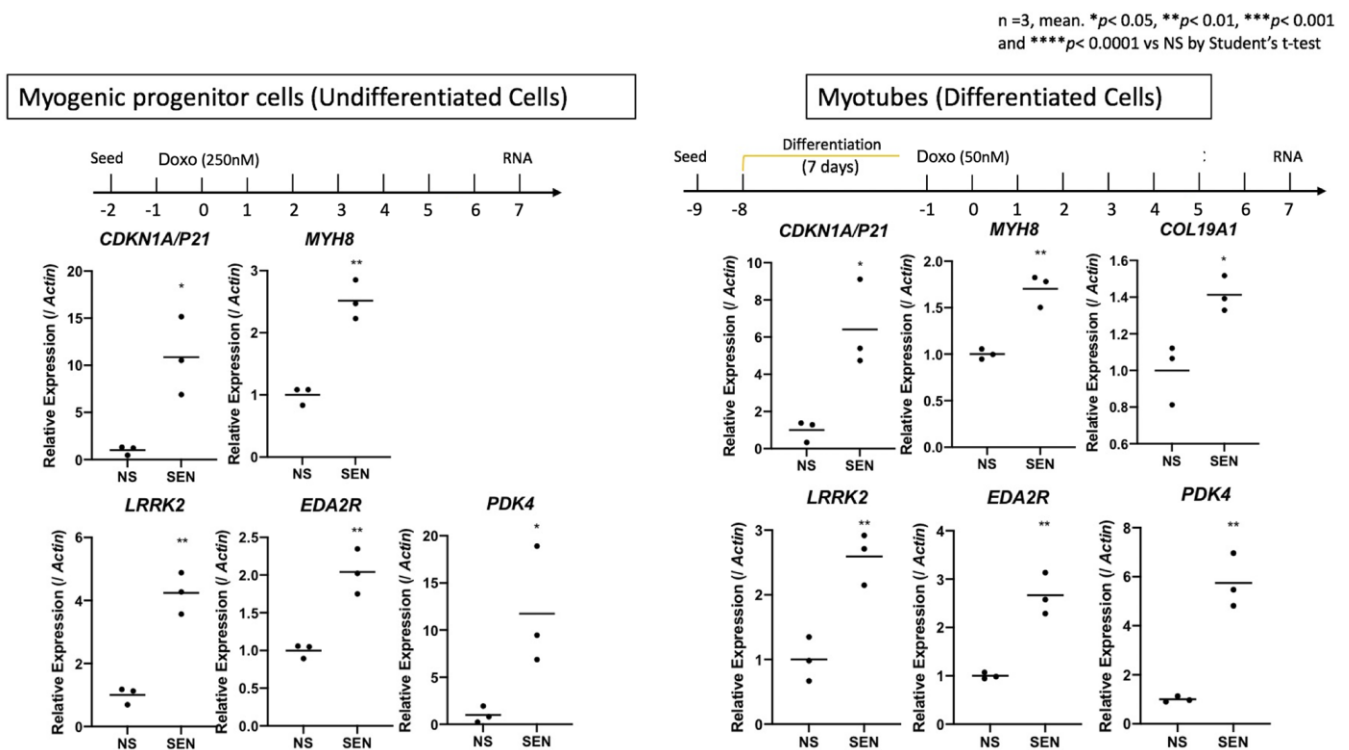 n =3, mean. *p< 0.05, **p< 0.01, ***p< 0.001
and ****p< 0.0001 vs NS by Student's t-test
Myogenic progenitor cells (Undifferentiated Cells)
Seed Doxo (250nM) RNA
-2 -1 0 1 2 3 4 5 6 7
CDKN1A/P21
Relative Expression (/ Actin)
20
15
10
5
0
*
NS SEN
MYH8
Relative Expression (/ Actin)
3
2
1
0
**
NS SEN
LRRK2
Relative Expression (/ Actin)
6
4
2
0
**
NS SEN
EDA2R
Relative Expression (/ Actin)
2.5
2.0
1.5
1.0
0.5
0.0
**
NS SEN
PDK4
Relative Expression (/ Actin)
20
15
10
5
0
*
NS SEN
Myotubes (Differentiated Cells)
Seed Differentiation Doxo (50nM) : RNA
(7 days)
-9 -8 -1 0 1 2 3 4 5 6 7
CDKN1A/P21
Relative Expression (/ Actin)
10
8
6
4
2
0
*
NS SEN
MYH8
Relative Expression (/ Actin)
2.0
1.5
1.0
0.5
0.0
**
NS SEN
COL19A1
Relative Expression (/ Actin)
1.6
1.4
1.2
1.0
0.8
0.6
*
NS SEN
LRRK2
Relative Expression (/ Actin)
3
2
1
0
**
NS SEN
EDA2R
Relative Expression (/ Actin)
4
3
2
1
0
**
NS SEN
PDK4
Relative Expression (/ Actin)
8
6
4
2
0
**
NS SEN